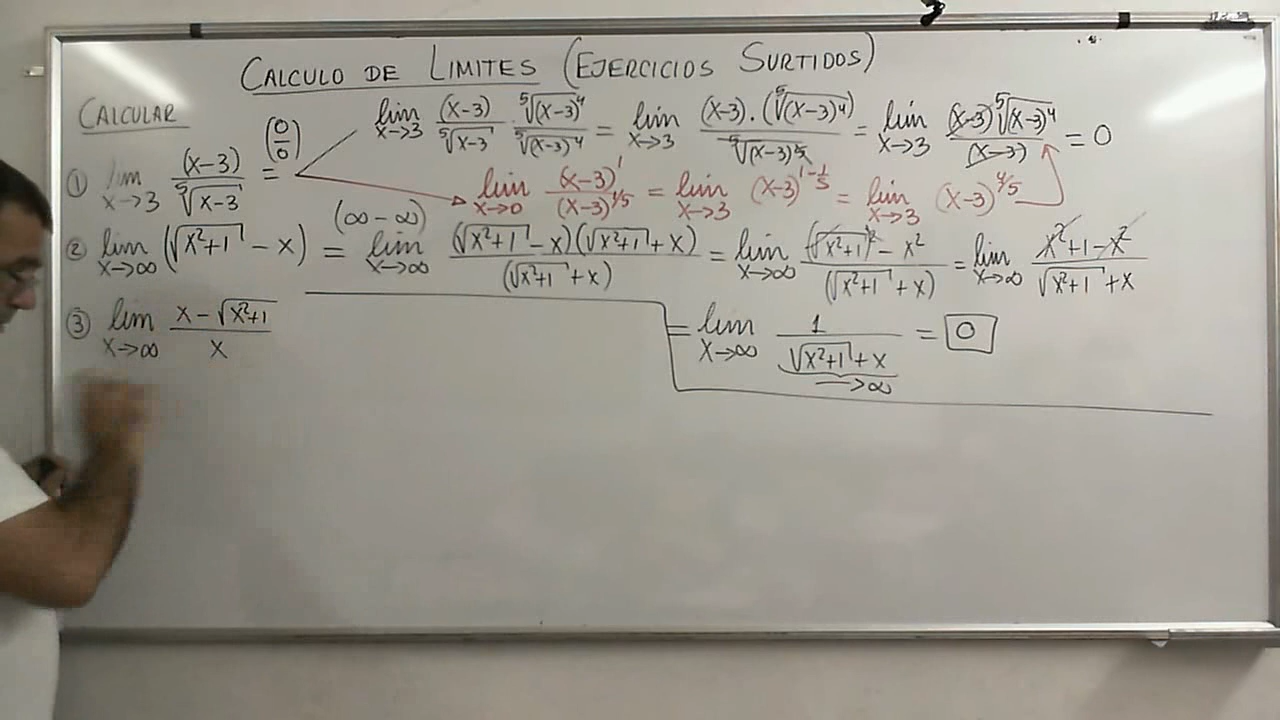 CALCULO DE LIMITES (EJERCICIOS SURTIDOS)
CALCULAR
① lim x→3 (x-3)/⁵√(x-3) = (0/0) lim x→3 (x-3)/⁵√(x-3) · ⁵√(x-3)⁴/⁵√(x-3)⁴ = lim x→3 (x-3).(⁵√(x-3)⁴)/⁵√(x-3)⁵ = lim x→3 (x-3)⁵√(x-3)⁴/(x-3) = 0
lim x→0 (x-3)¹/(x-3)^1/5 = lim x→3 (x-3)^1-1/5 = lim x→3 (x-3)^4/5
② lim x→∞ (√(x²+1) - x) = (∞-∞) lim x→∞ (√(x²+1) - x)(√(x²+1) + x)/(√(x²+1) + x) = lim x→∞ (√(x²+1))² - x²/(√(x²+1) + x) = lim x→∞ x²+1-x²/√(x²+1) + x
= lim x→∞ 1/√(x²+1) + x →∞ = 0
③ lim x→∞ x-√(x²+1)/x